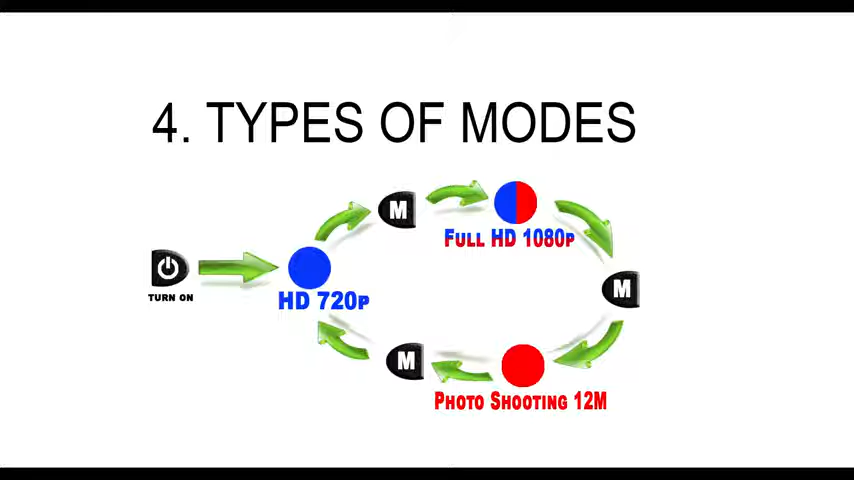 4. TYPES OF MODES
M
FULL HD 1080P
TURN ON
HD 720P
M
M
PHOTO SHOOTING 12M